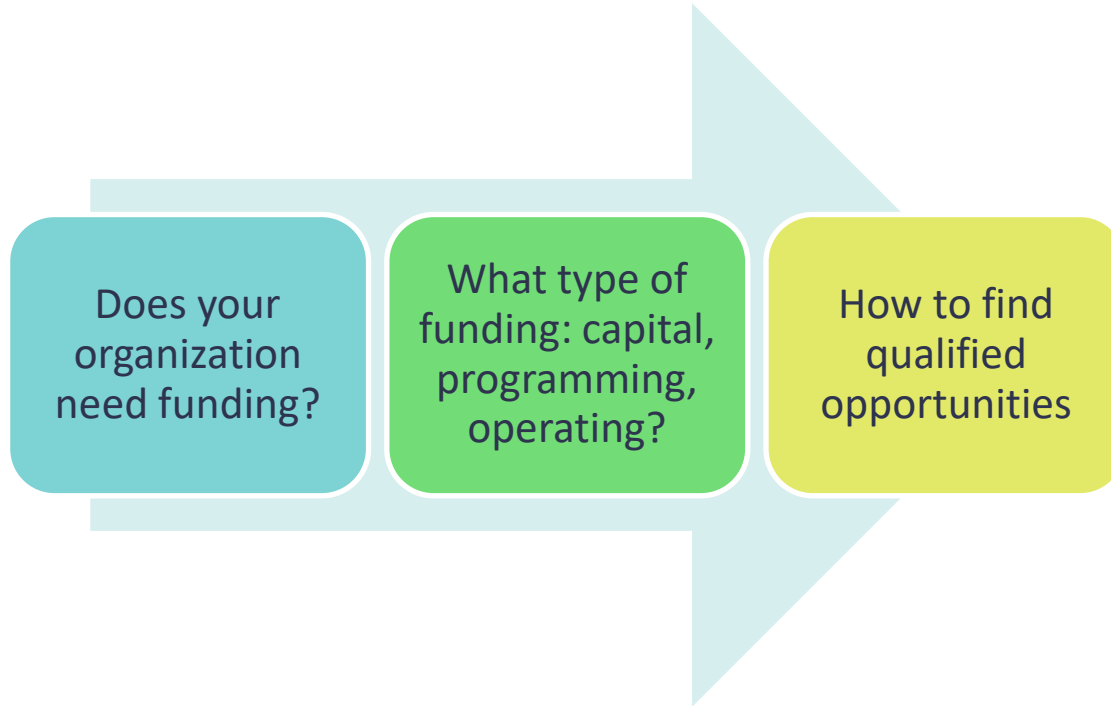 Does your
organization
need funding?
What type of
funding: capital,
programming,
operating?
How to find
qualified
opportunities